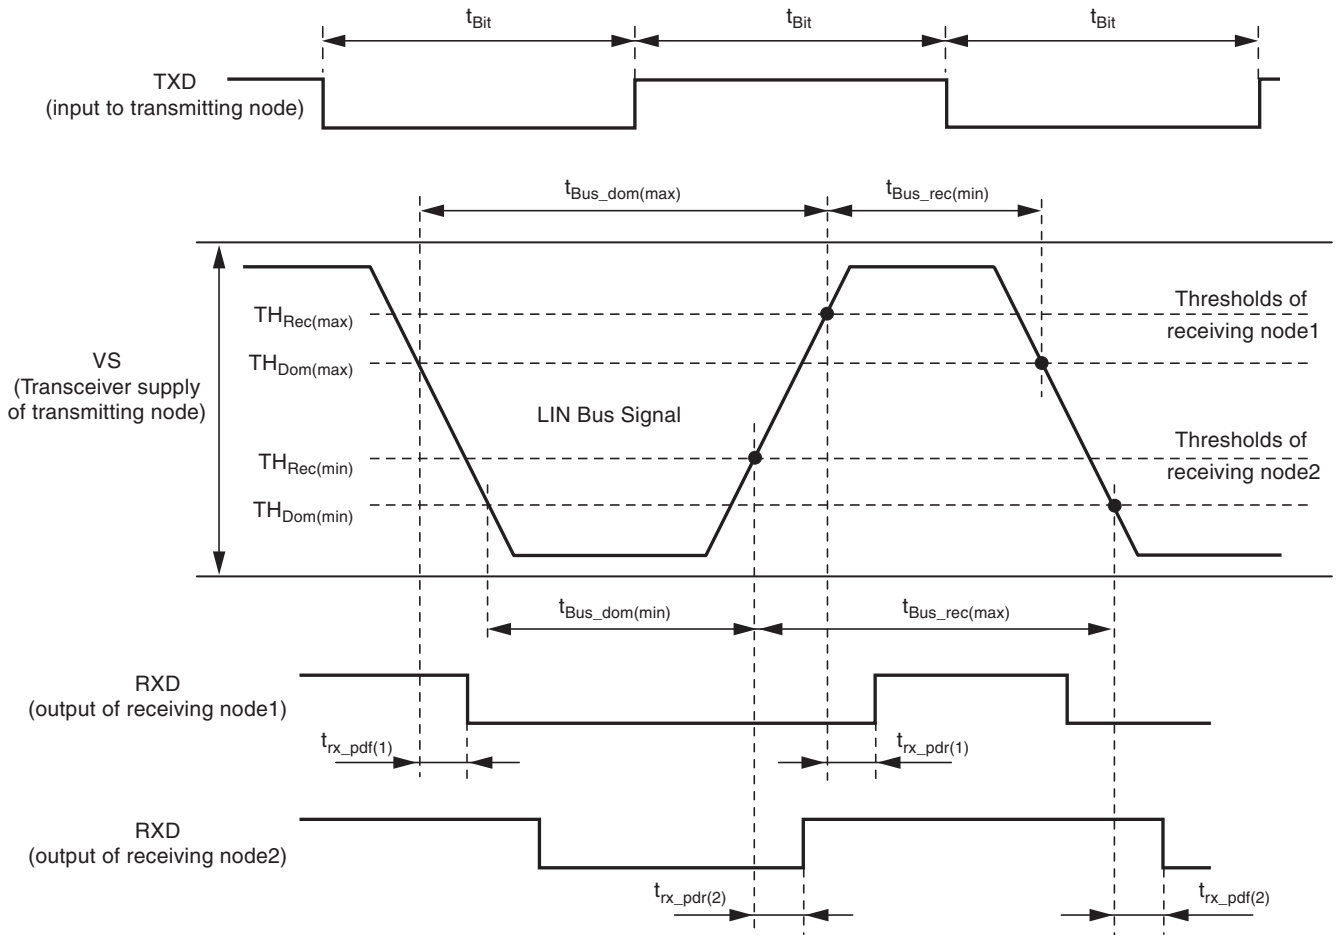 tBit
tBit
tBit
TXD
(input to transmitting node)
tBus_dom(max)
tBus_rec(min)
THRec(max)
Thresholds of
receiving node1
THDom(max)
VS
(Transceiver supply
of transmitting node)
LIN Bus Signal
THRec(min)
Thresholds of
receiving node2
THDom(min)
tBus_dom(min)
tBus_rec(max)
RXD
(output of receiving node1)
trx_pdf(1)
trx_pdr(1)
RXD
(output of receiving node2)
trx_pdr(2)
trx_pdf(2)